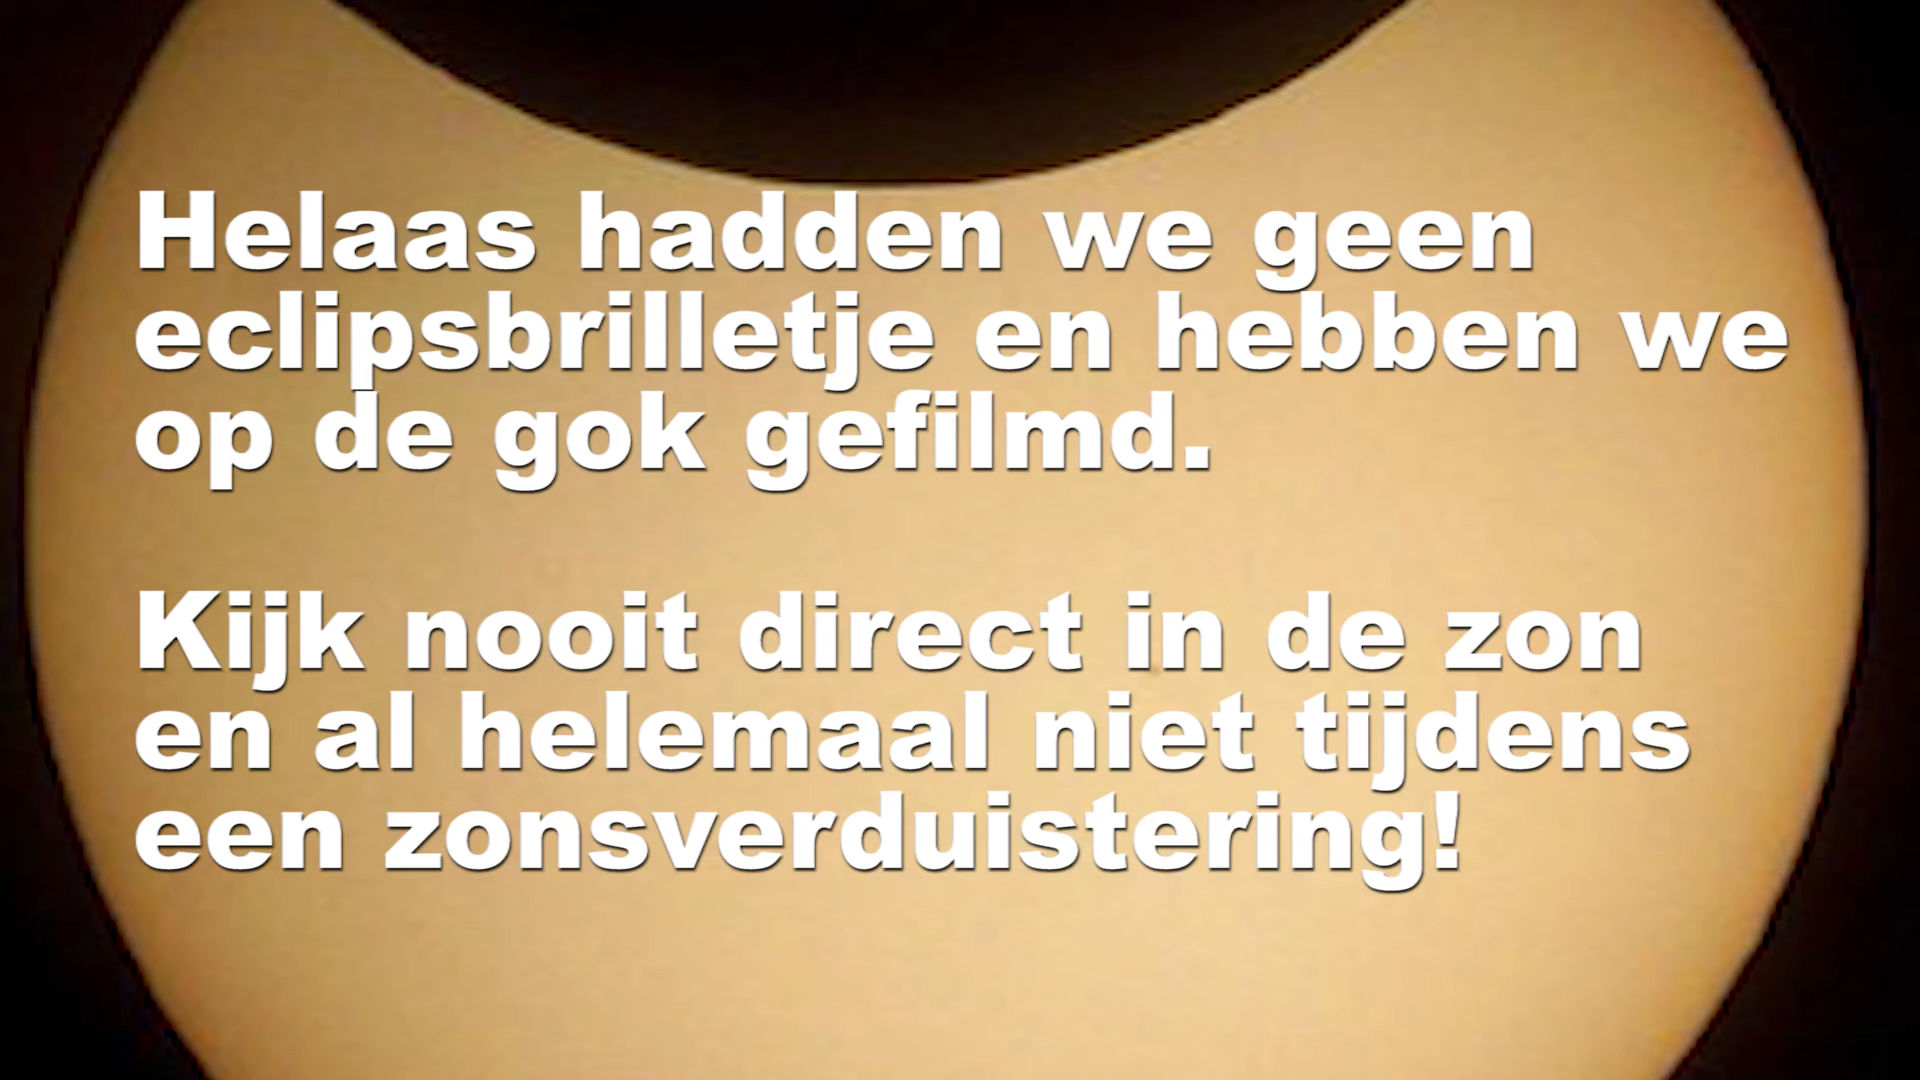 Helaas hadden we geen
eclipsbrilletje en hebben we
op de gok gefilmd.
Kijk nooit direct in de zon
en al helemaal niet tijdens
een zonsverduistering!